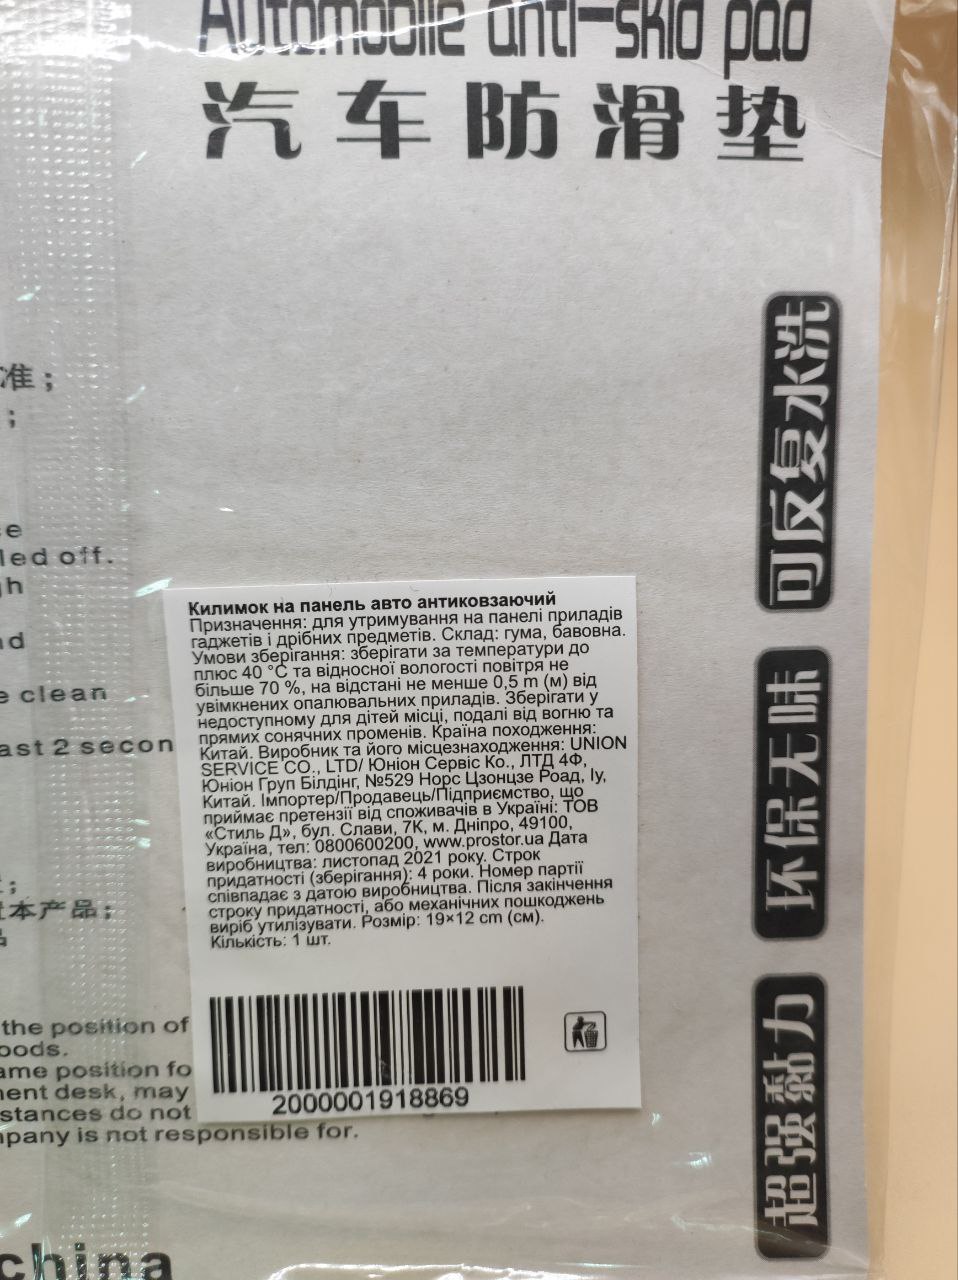 Automobile anti-skid pad
汽车防滑垫
准；
；
led off.
nd
e clean
ast 2 secon
本产品；
品
the position of
oods.
ame position fo
ent desk, may
stances do not
pany is not responsible for.
china
Килимок на панель авто антиковзаючий
Призначення: для утримування на панелі приладів
гаджетів і дрібних предметів. Склад: гума, бавовна.
Умови зберігання: зберігати за температури до
плюс 40 °С та відносної вологості повітря не
більше 70 %, на відстані не менше 0,5 m (м) від
увімкнених опалювальних приладів. Зберігати у
недоступному для дітей місці, подалі від вогню та
прямих сонячних променів. Країна походження:
Китай. Виробник та його місцезнаходження: UNION
SERVICE CO., LTD/ Юніон Сервіс Ко., ЛТД 4Ф,
Юніон Груп Білдінг, №529 Норс Цзонцзе Роад, Іу,
Китай. Імпортер/Продавець/Підприємство, що
приймає претензії від споживачів в Україні: ТОВ
«Стиль Д», бул. Слави, 7К, м. Дніпро, 49100,
Україна, тел: 0800600200, www.prostor.ua Дата
виробництва: листопад 2021 року. Строк
придатності (зберігання): 4 роки. Номер партії
співпадає з датою виробництва. Після закінчення
строку придатності, або механічних пошкоджень
виріб утилізувати. Розмір: 19×12 cm (см).
Кількість: 1 шт.
2000001918869
可反复水洗
环保无味
超强黏力